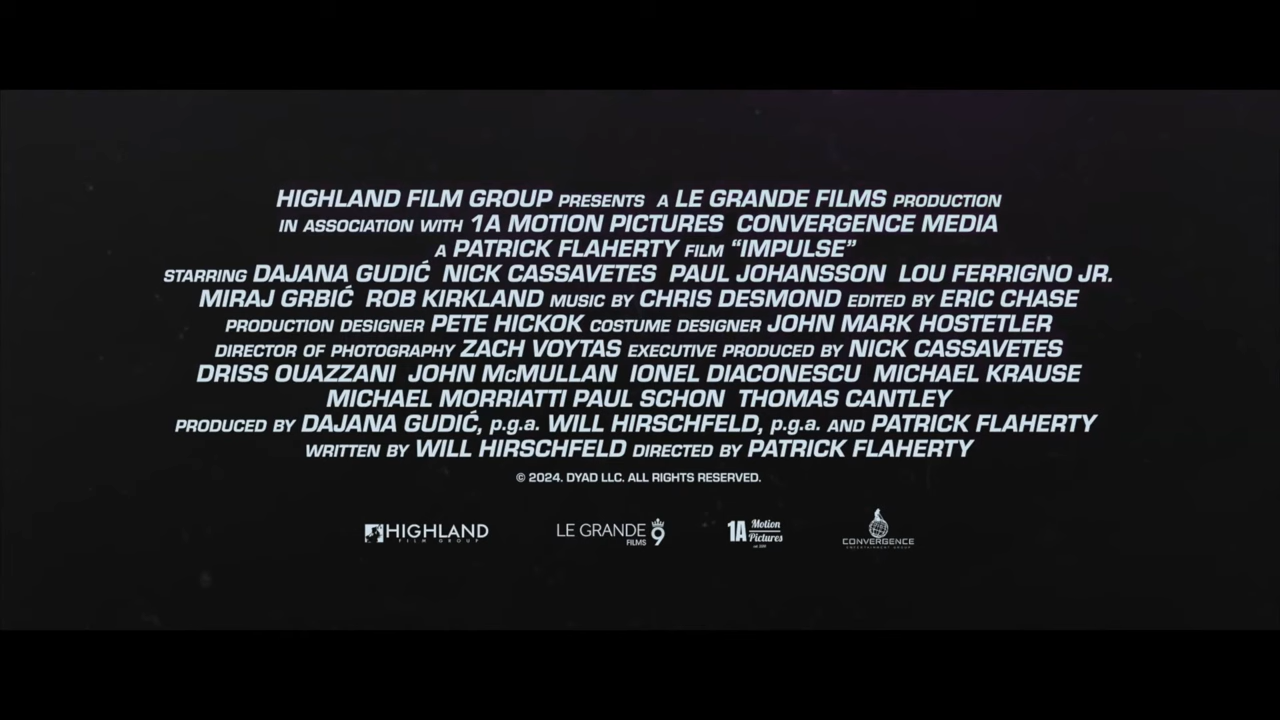 HIGHLAND FILM GROUP PRESENTS A LE GRANDE FILMS PRODUCTION
IN ASSOCIATION WITH 1A MOTION PICTURES CONVERGENCE MEDIA
A PATRICK FLAHERTY FILM “IMPULSE”
STARRING DAJANA GUDIĆ NICK CASSAVETES PAUL JOHANSSON LOU FERRIGNO JR.
MIRAJ GRBIĆ ROB KIRKLAND MUSIC BY CHRIS DESMOND EDITED BY ERIC CHASE
PRODUCTION DESIGNER PETE HICKOK COSTUME DESIGNER JOHN MARK HOSTETLER
DIRECTOR OF PHOTOGRAPHY ZACH VOYTAS EXECUTIVE PRODUCED BY NICK CASSAVETES
DRISS OUAZZANI JOHN McMULLAN IONEL DIACONESCU MICHAEL KRAUSE
MICHAEL MORRIATTI PAUL SCHON THOMAS CANTLEY
PRODUCED BY DAJANA GUDIĆ, p.g.a. WILL HIRSCHFELD, p.g.a. AND PATRICK FLAHERTY
WRITTEN BY WILL HIRSCHFELD DIRECTED BY PATRICK FLAHERTY
© 2024. DYAD LLC. ALL RIGHTS RESERVED.
HIGHLAND
FILM GROUP
LE GRANDE 9
FILMS
1A Motion
Pictures
CONVERGENCE
ENTERTAINMENT GROUP